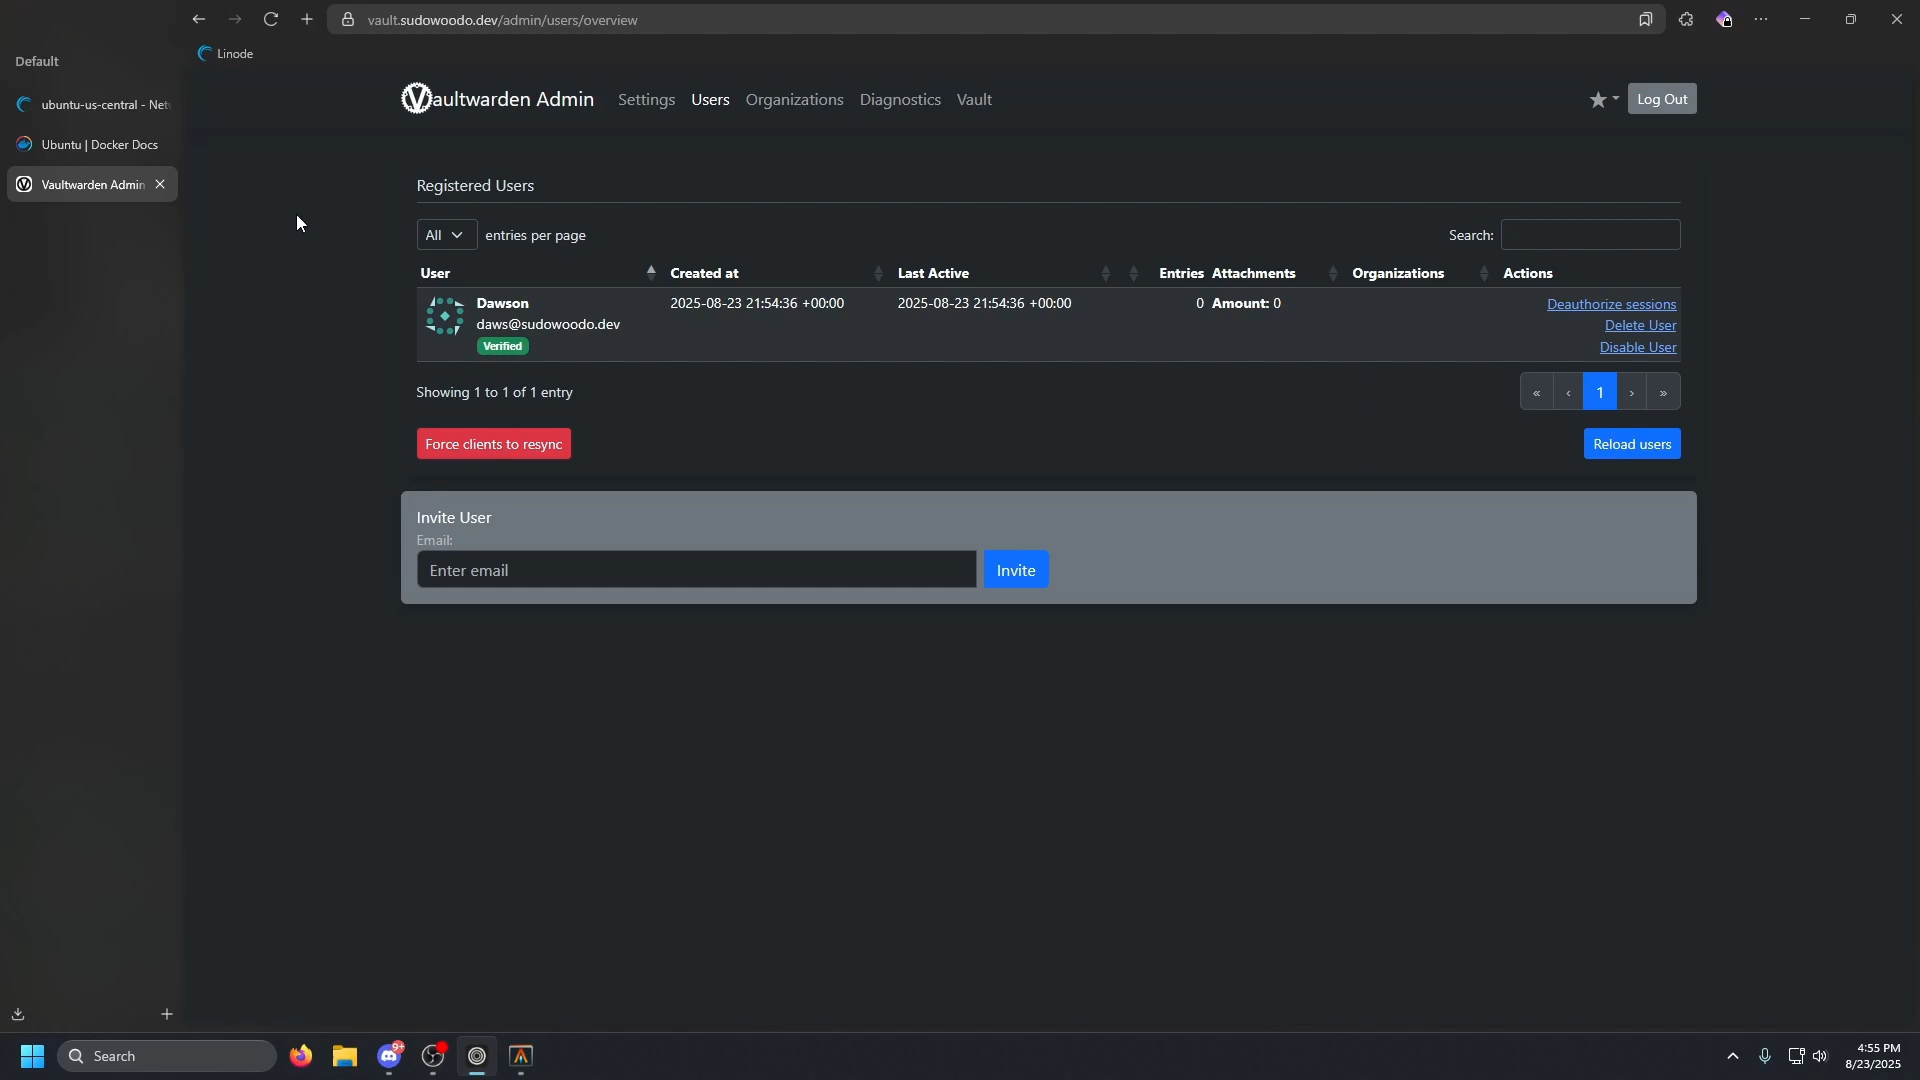 vault.sudowoodo.dev/admin/users/overview
Linode
Default
ubuntu-us-central - Net
Ubuntu | Docker Docs
Vaultwarden Admin
Vaultwarden Admin Settings Users Organizations Diagnostics Vault
Log Out
Registered Users
All entries per page
Search:
User Created at Last Active Entries Attachments Organizations Actions
Dawson 2025-08-23 21:54:36 +00:00 2025-08-23 21:54:36 +00:00 0 Amount: 0 Deauthorize sessions
daws@sudowoodo.dev Delete User
Verified Disable User
Showing 1 to 1 of 1 entry
« ‹ 1 › »
Force clients to resync
Reload users
Invite User
Email:
Enter email
Invite
Search
9+
4:55 PM
8/23/2025